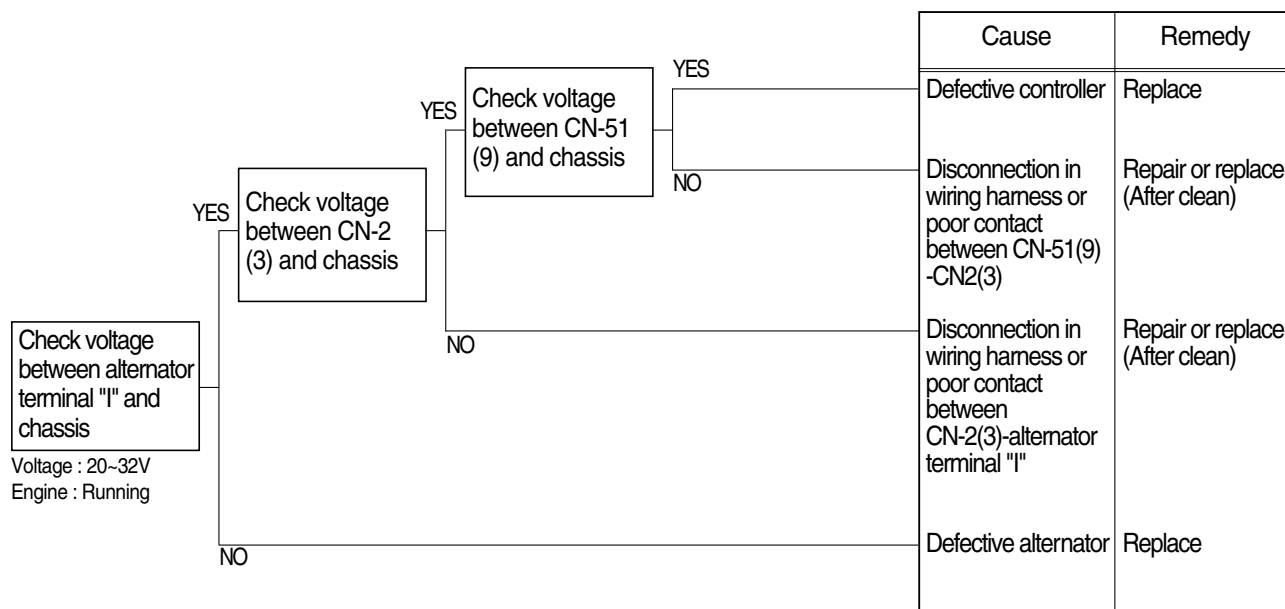 Cause
Remedy
YES
Check voltage
between CN-51
(9) and chassis
YES
Defective controller
Replace
NO
Disconnection in
wiring harness or
poor contact
between CN-51(9)
-CN2(3)
Repair or replace
(After clean)
YES
Check voltage
between CN-2
(3) and chassis
NO
Disconnection in
wiring harness or
poor contact
between
CN-2(3)-alternator
terminal "I"
Repair or replace
(After clean)
Check voltage
between alternator
terminal "I" and
chassis
Voltage : 20~32V
Engine : Running
NO
Defective alternator
Replace